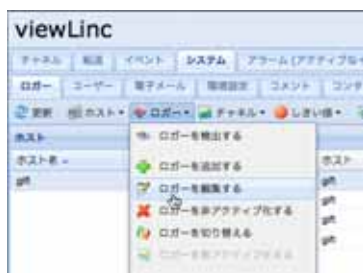 viewLinc
チャネル 転送 イベント システム アラーム(アクティブな
ロガー ユーザー 電子メール 環境設定 コメント コンタ
更新 ホスト ロガー チャネル しきい値
ホスト
ロガーを検出する
ホスト名 ホスト
ロガーを追加する
ロガーを編集する
ロガーを非アクティブ化する
ロガーを切り替える